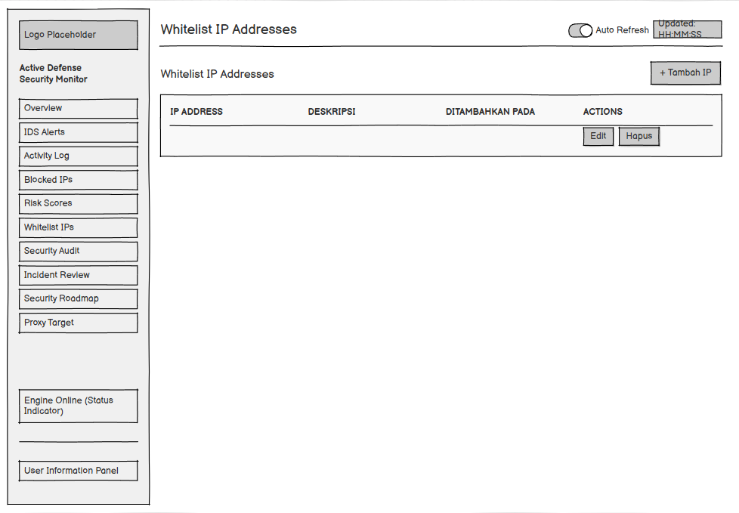 Logo Placeholder
Active Defense
Security Monitor
Overview
IDS Alerts
Activity Log
Blocked IPs
Risk Scores
Whitelist IPs
Security Audit
Incident Review
Security Roadmap
Proxy Target
Engine Online (Status
Indicator)
User Information Panel
Whitelist IP Addresses
Auto Refresh
Updated:
HH:MM:SS
Whitelist IP Addresses
+ Tambah IP
IP ADDRESS DESKRIPSI DITAMBAHKAN PADA ACTIONS
Edit Hapus